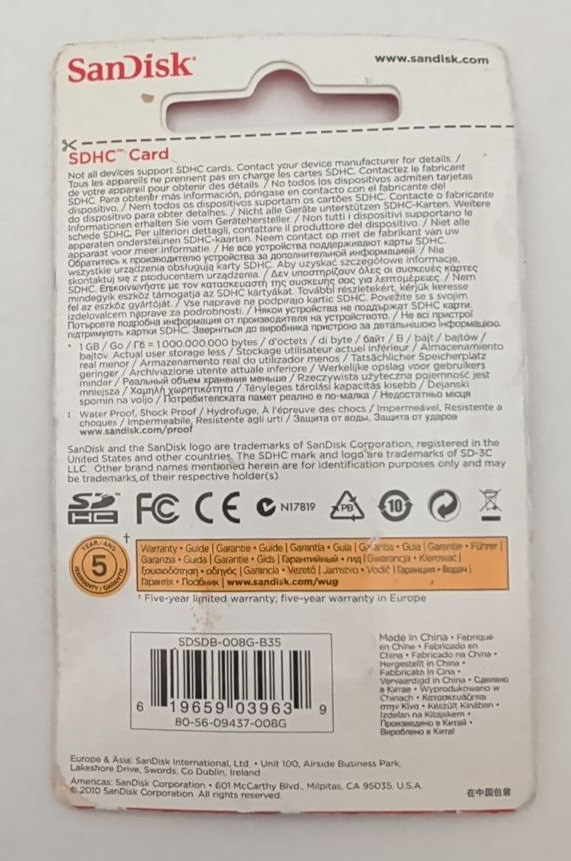 SanDisk®
www.sandisk.com
SDHC™ Card
Not all devices support SDHC cards. Contact your device manufacturer for details. /
Tous les appareils ne prennent pas en charge les cartes SDHC. Contactez le fabricant
de votre appareil pour obtenir des détails. / No todos los dispositivos admiten tarjetas
SDHC. Para obtener más información, póngase en contacto con el fabricante del
dispositivo. / Nem todos os dispositivos suportam os cartões SDHC. Contacte o fabricante
do dispositivo para obter detalhes. / Nicht alle Geräte unterstützen SDHC-Karten. Weitere
Informationen erhalten Sie vom Gerätehersteller. / Non tutti i dispositivi supportano le
schede SDHC. Per ulteriori dettagli, contattare il produttore del dispositivo. / Niet alle
apparaten ondersteunen SDHC-kaarten. Neem contact op met de fabrikant van uw
apparaat voor meer informatie. / Не все устройства поддерживают карты SDHC.
Обратитесь к производителю устройства за дополнительной информацией. / Nie
wszystkie urządzenia obsługują karty SDHC. Aby uzyskać szczegółowe informacje,
skontaktuj się z producentem urządzenia. / Δεν υποστηρίζουν όλες οι συσκευές κάρτες
SDHC. Επικοινωνήστε με τον κατασκευαστή της συσκευής σας για λεπτομέρειες. / Nem
mindegyik eszköz támogatja az SDHC kártyákat. További részletekért, kérjük keresse
fel az eszköz gyártóját. / Vse naprave ne podpirajo kartic SDHC. Povežite se s svojim
izdelovalcem naprave za podrobnosti. / Някои устройства не поддържат SDHC карти.
Потърсете подробна информация от производителя на устройството. / Не всі пристрої
підтримують картки SDHC. Зверніться до виробника пристрою за детальнішою інформацією.
* 1 GB / Go / Гб = 1.000.000.000 bytes / d'octets / di byte / байт / B / bájt / bajtów /
bajtov. Actual user storage less / Stockage utilisateur actuel inférieur / Almacenamiento
real menor / Armazenamento real do utilizador menos / Tatsächlicher Speicherplatz
geringer / Archiviazione utente attuale inferiore / Werkelijke opslag voor gebruikers
minder / Реальный объем хранения меньше / Rzeczywista użyteczna pojemność jest
mniejsza / Χαμηλή χωρητικότητα / Tényleges tárolási kapacitás kisebb / Dejanski
spomin na voljo / Потребителската памет реално е по-малка / Недостатньо місця
‡ Water Proof, Shock Proof / Hydrofuge, À l'épreuve des chocs / Impermeável, Resistente a
choques / Impermeabile, Resistente agli urti / Защита от воды, Защита от ударов
www.sandisk.com/proof
SanDisk and the SanDisk logo are trademarks of SanDisk Corporation, registered in the
United States and other countries. The SDHC mark and logo are trademarks of SD-3C
LLC. Other brand names mentioned herein are for identification purposes only and may
be trademarks of their respective holder(s).
SD HC™ FC CE N17819 PB 10
YEAR / ANS 5 WARRANTY / GARANTIE †
Warranty • Guide | Garantie • Guide | Garantía • Guía | Garantia • Guia | Garantie • Führer |
Garanzia • Guida | Garantie • Gids | Гарантийный • гид | Gwarancja • Kierowac |
ξουσιοδότηση • οδηγός | Garancia • Vezető | Jamstvo • Vodič | Гаранция • Водач |
Гарантія • Посібник | www.sandisk.com/wug
† Five-year limited warranty; five-year warranty in Europe
SDSDB-008G-B35
6 19659 03963 9
80-56-09437-008G
Made in China • Fabriqué
en Chine • Fabricado en
China • Fabricado na China •
Hergestellt in China •
Fabbricato in Cina •
Vervaardigd in China • Сделано
в Китае • Wyprodukowano w
Chinach • Κατασκευάζεται
στην Κίνα • Készült Kínában •
Izdelan na Kitajskem •
Произведено в Китай •
Вироблено в Китаї
Europe & Asia: SanDisk International, Ltd. • Unit 100, Airside Business Park,
Lakeshore Drive, Swords, Co Dublin, Ireland
Americas: SanDisk Corporation • 601 McCarthy Blvd., Milpitas, CA 95035, U.S.A.
© 2010 SanDisk Corporation. All rights reserved.
在中国包装